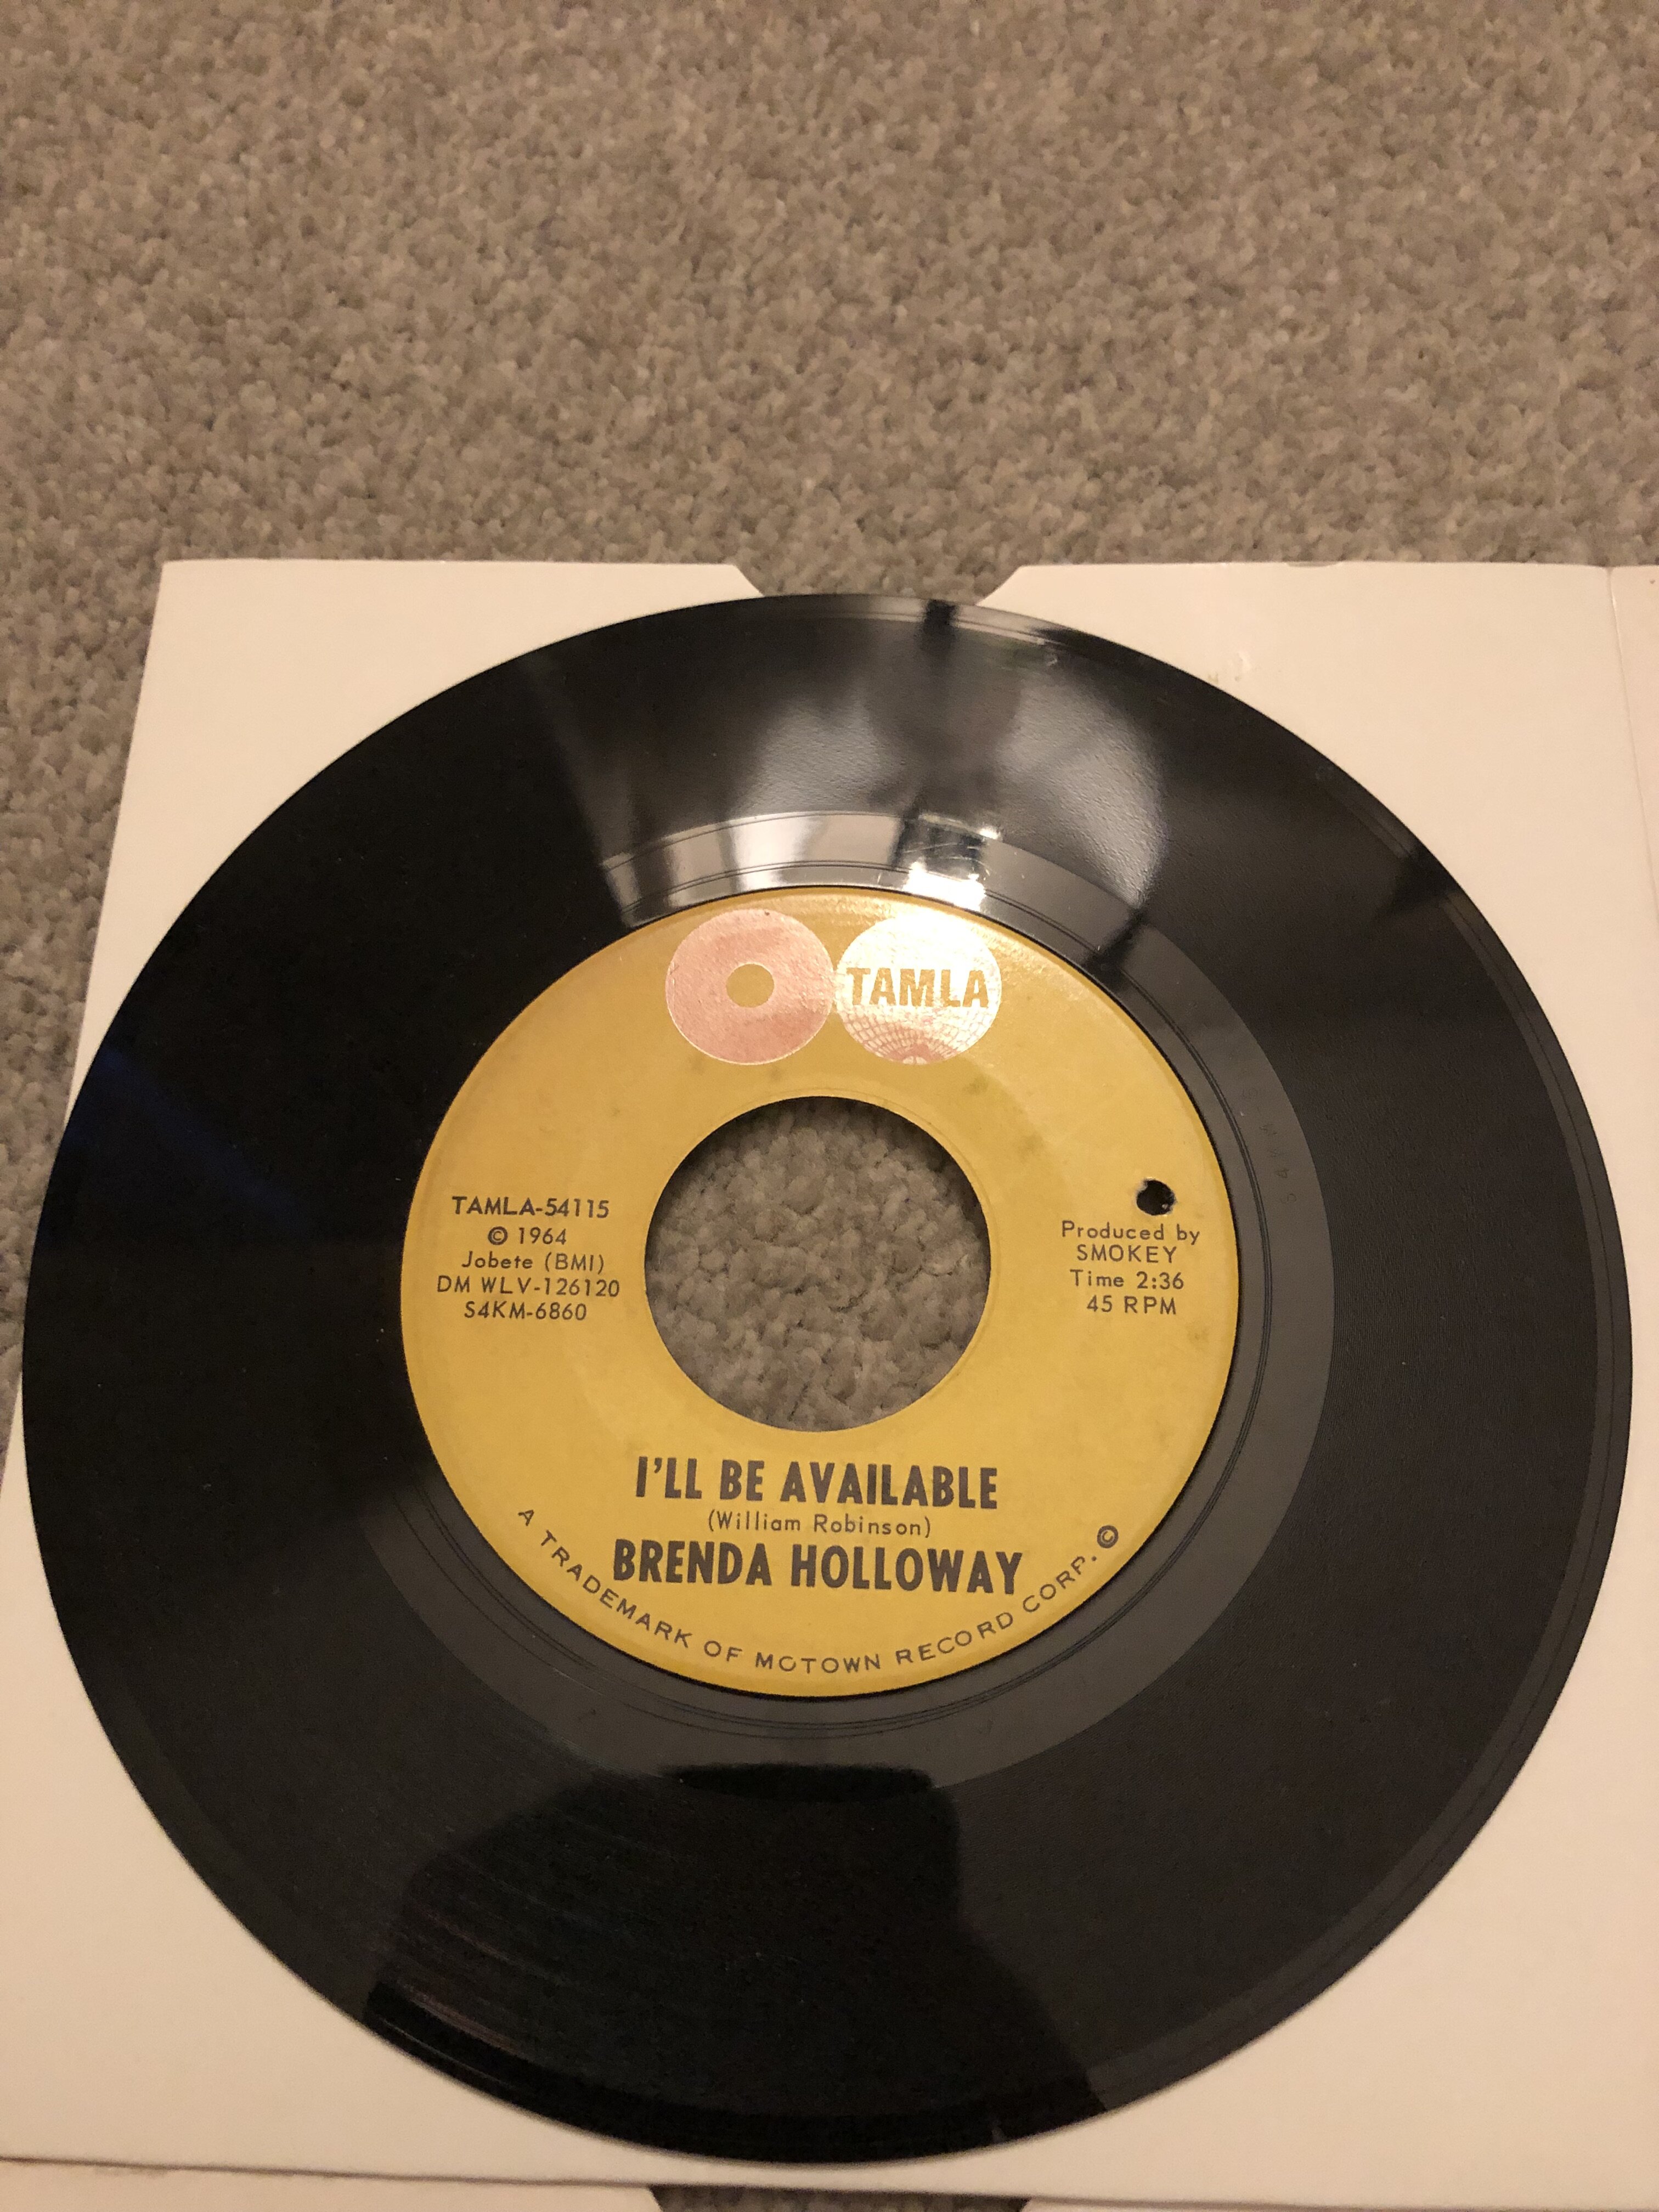 TAMLA
TAMLA-54115
© 1964
Jobete (BMI)
DM WLV-126120
S4KM-6860
Produced by
SMOKEY
Time 2:36
45 RPM
I'LL BE AVAILABLE
(William Robinson)
BRENDA HOLLOWAY
A TRADEMARK OF MOTOWN RECORD CORP. ©